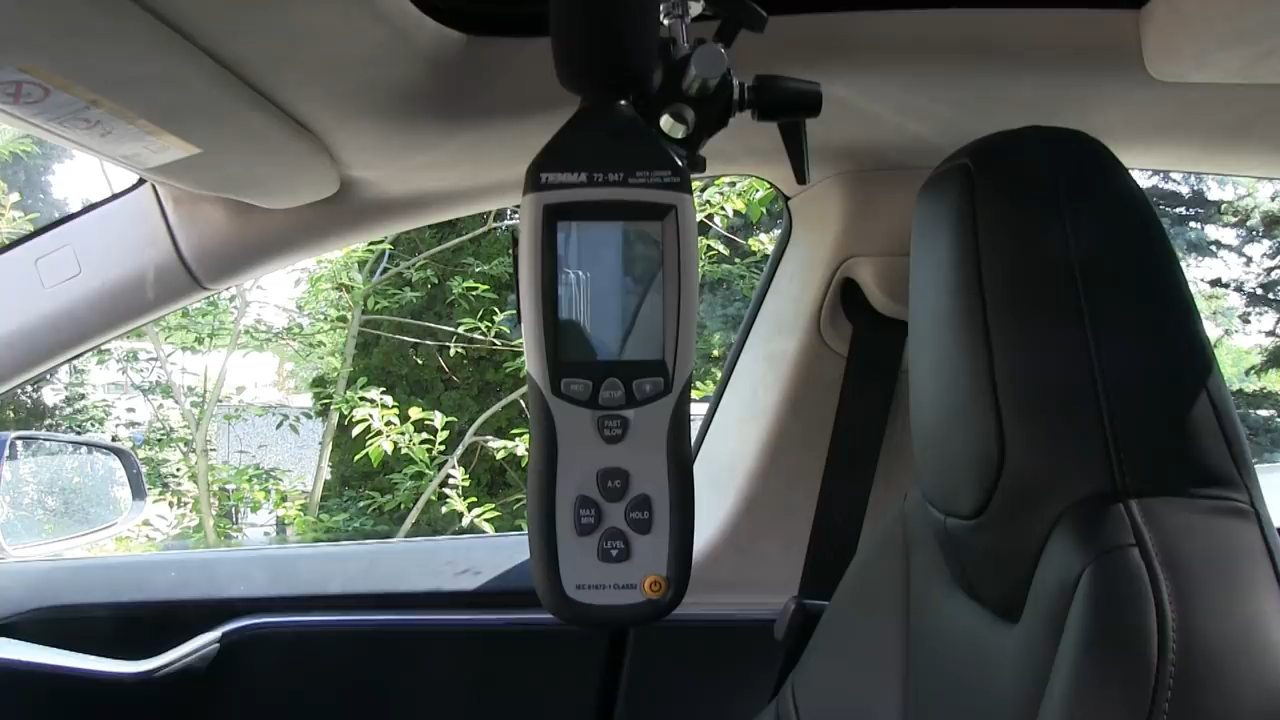 TENMA 72-947 DATA LOGGER
SOUND LEVEL METER
REC
SETUP
FAST
SLOW
A/C
MAX
MIN
HOLD
LEVEL
IEC 61672-1 CLASS2